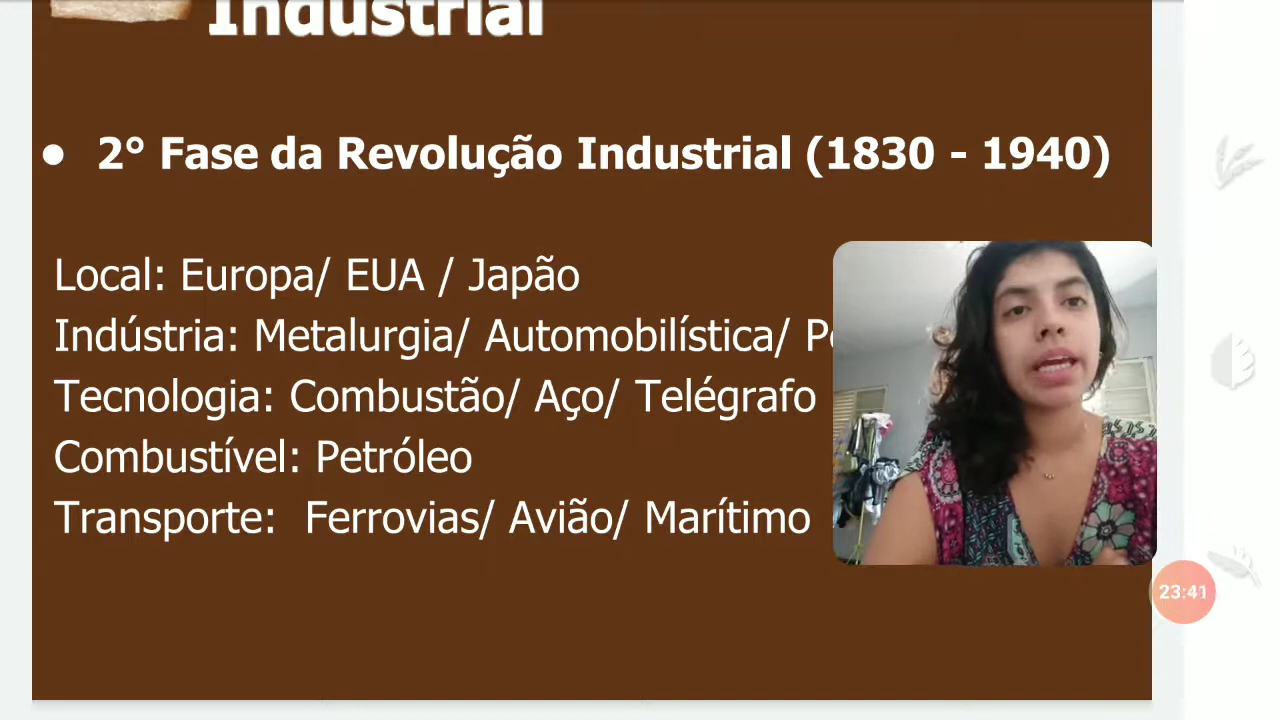 Industrial
• 2° Fase da Revolução Industrial (1830 - 1940)
Local: Europa/ EUA / Japão
Indústria: Metalurgia/ Automobilística/
Tecnologia: Combustão/ Aço/ Telégrafo
Combustível: Petróleo
Transporte: Ferrovias/ Avião/ Marítimo
23:41